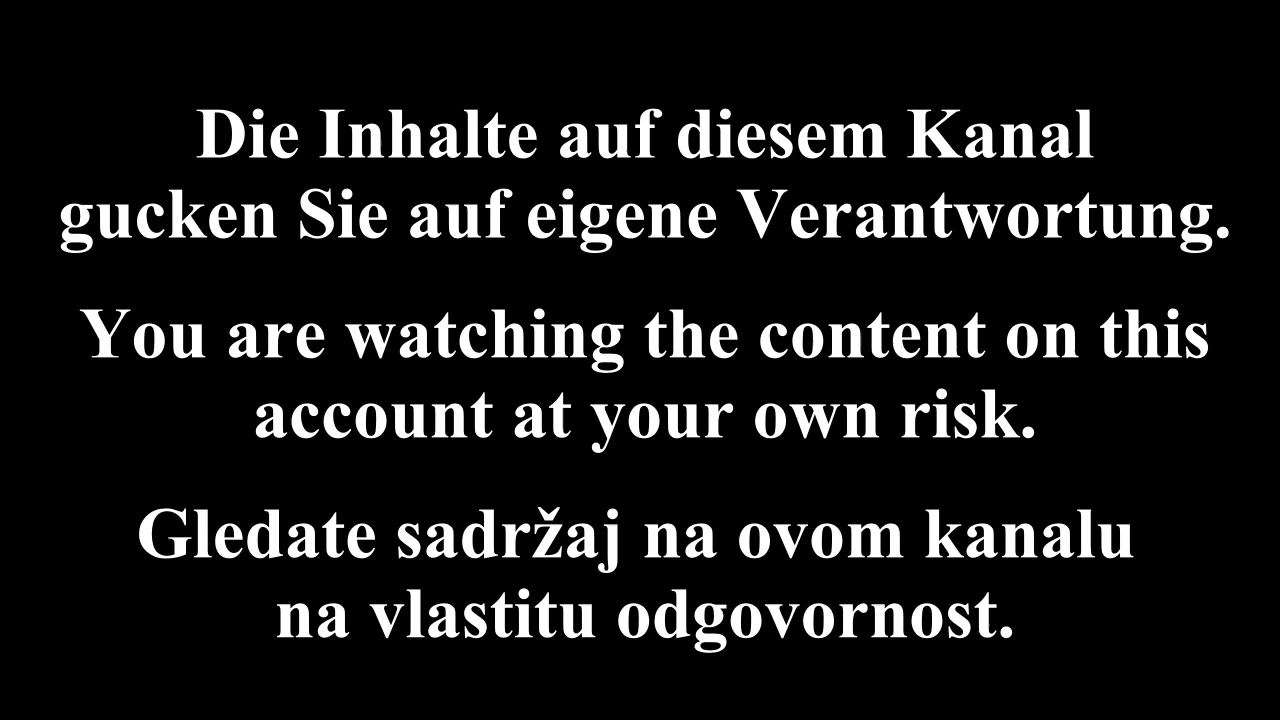 Die Inhalte auf diesem Kanal
gucken Sie auf eigene Verantwortung.
You are watching the content on this
account at your own risk.
Gledate sadržaj na ovom kanalu
na vlastitu odgovornost.